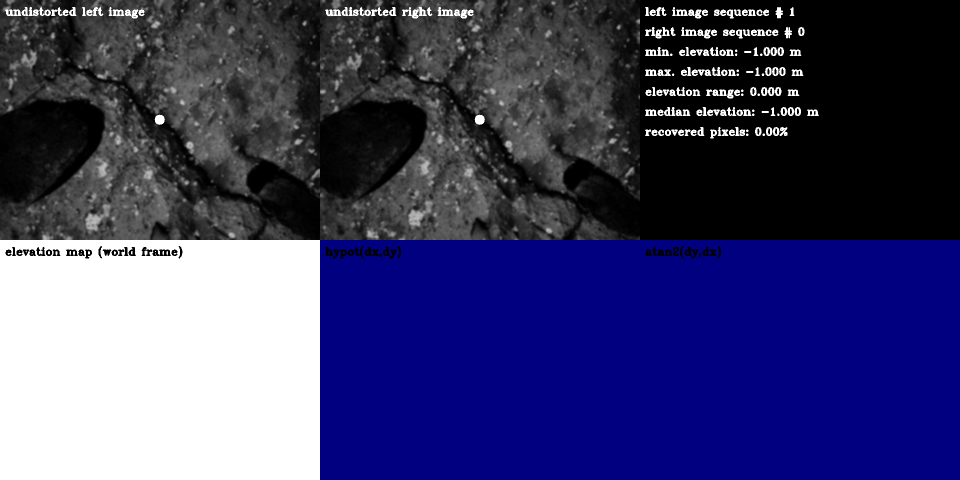 undistorted left image
undistorted right image
left image sequence # 1
right image sequence # 0
min. elevation: -1.000 m
max. elevation: -1.000 m
elevation range: 0.000 m
median elevation: -1.000 m
recovered pixels: 0.00%
elevation map (world frame)
hypot(dx,dy)
atan2(dy,dx)